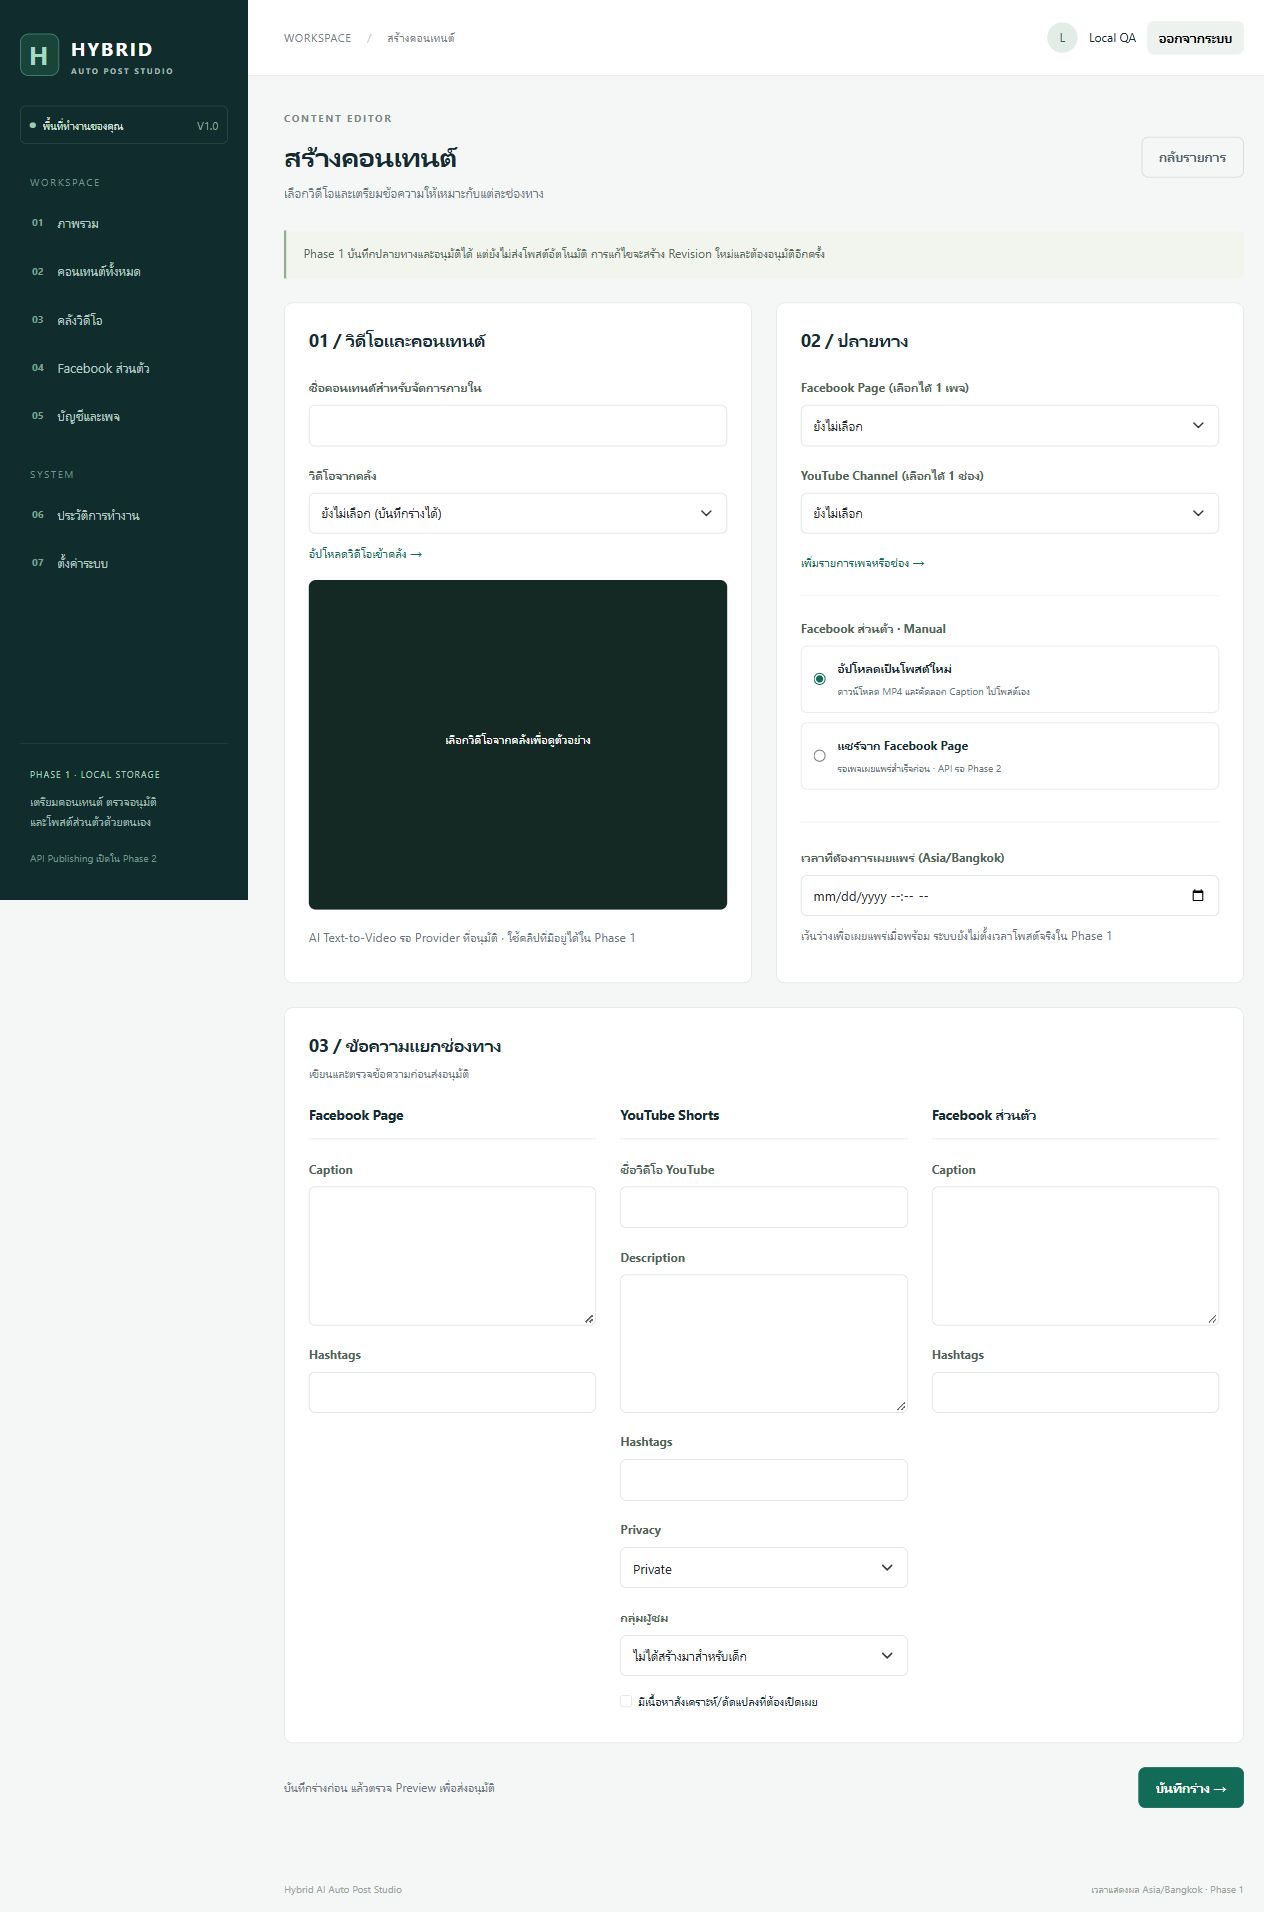 H
HYBRID
AUTO POST STUDIO
พื้นที่ทำงานของคุณ V1.0
WORKSPACE
01 ภาพรวม
02 คอนเทนต์ทั้งหมด
03 คลังวิดีโอ
04 Facebook ส่วนตัว
05 บัญชีและเพจ
SYSTEM
06 ประวัติการทำงาน
07 ตั้งค่าระบบ
PHASE 1 · LOCAL STORAGE
เตรียมคอนเทนต์ ตรวจอนุมัติ
และโพสต์ส่วนตัวด้วยตนเอง
API Publishing เปิดใน Phase 2
WORKSPACE / สร้างคอนเทนต์
L Local QA ออกจากระบบ
CONTENT EDITOR
สร้างคอนเทนต์
กลับรายการ
เลือกวิดีโอและเตรียมข้อความให้เหมาะกับแต่ละช่องทาง
Phase 1 บันทึกปลายทางและอนุมัติได้ แต่ยังไม่ส่งโพสต์อัตโนมัติ การแก้ไขจะสร้าง Revision ใหม่และต้องอนุมัติอีกครั้ง
01 / วิดีโอและคอนเทนต์
ชื่อคอนเทนต์สำหรับจัดการภายใน
วิดีโอจากคลัง
ยังไม่เลือก (บันทึกร่างได้)
อัปโหลดวิดีโอเข้าคลัง →
เลือกวิดีโอจากคลังเพื่อดูตัวอย่าง
AI Text-to-Video รอ Provider ที่อนุมัติ · ใช้คลิปที่มีอยู่ได้ใน Phase 1
02 / ปลายทาง
Facebook Page (เลือกได้ 1 เพจ)
ยังไม่เลือก
YouTube Channel (เลือกได้ 1 ช่อง)
ยังไม่เลือก
เพิ่มรายการเพจหรือช่อง →
Facebook ส่วนตัว · Manual
อัปโหลดเป็นโพสต์ใหม่
ดาวน์โหลด MP4 และคัดลอก Caption ไปโพสต์เอง
แชร์จาก Facebook Page
รอเพจเผยแพร่สำเร็จก่อน · API รอ Phase 2
เวลาที่ต้องการเผยแพร่ (Asia/Bangkok)
mm/dd/yyyy --:-- --
เว้นว่างเพื่อเผยแพร่เมื่อพร้อม ระบบยังไม่ตั้งเวลาโพสต์จริงใน Phase 1
03 / ข้อความแยกช่องทาง
เขียนและตรวจข้อความก่อนส่งอนุมัติ
Facebook Page
Caption
Hashtags
YouTube Shorts
ชื่อวิดีโอ YouTube
Description
Hashtags
Privacy
Private
กลุ่มผู้ชม
ไม่ได้สร้างมาสำหรับเด็ก
มีเนื้อหาสังเคราะห์/ดัดแปลงที่ต้องเปิดเผย
Facebook ส่วนตัว
Caption
Hashtags
บันทึกร่างก่อน แล้วตรวจ Preview เพื่อส่งอนุมัติ
บันทึกร่าง →
Hybrid AI Auto Post Studio
เวลาแสดงผล Asia/Bangkok · Phase 1